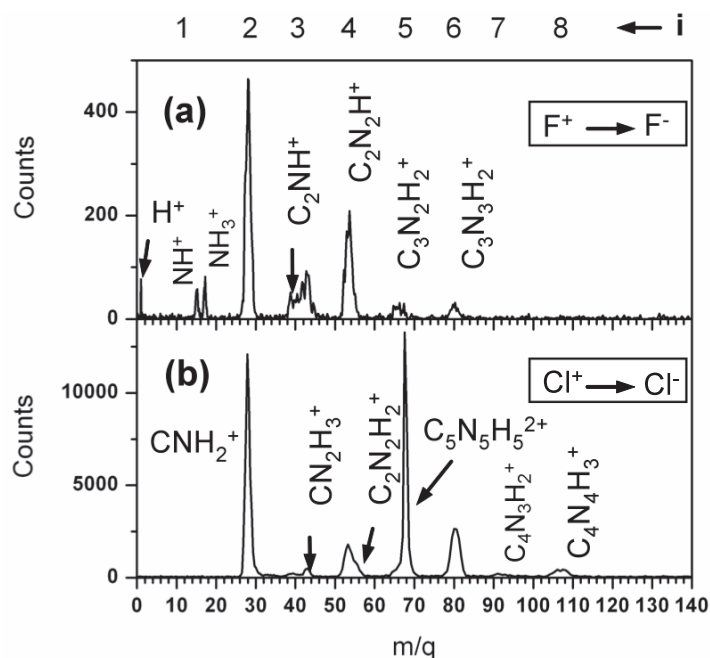 1 2 3 4 5 6 7 8 ← i
(a)
F⁺ → F⁻
H⁺
NH⁺
NH₃⁺
C₂NH⁺
C₂N₂H⁺
C₃N₂H₂⁺
C₃N₃H₂⁺
Counts
400
200
0
(b)
Cl⁺ → Cl⁻
CNH₂⁺
CN₂H₃⁺
C₂N₂H₂⁺
C₅N₅H₅²⁺
C₄N₃H₂⁺
C₄N₄H₃⁺
Counts
10000
5000
0
0 10 20 30 40 50 60 70 80 90 100 110 120 130 140
m/q